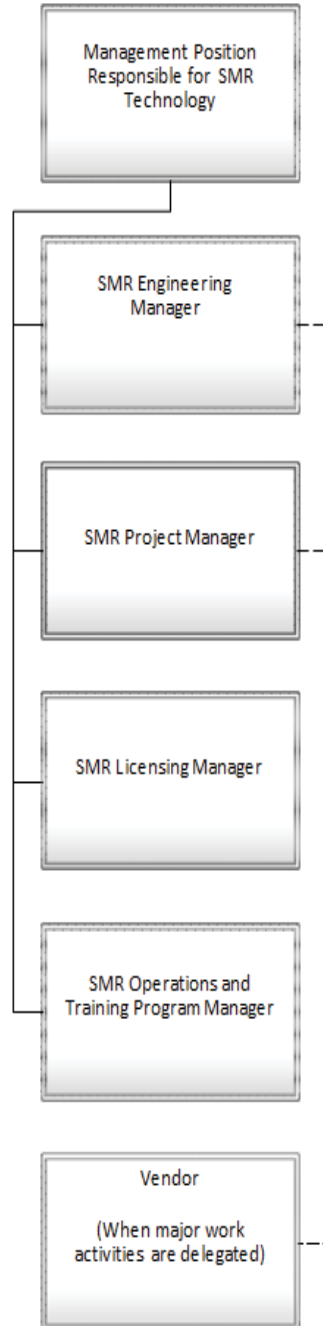 Management Position
Responsible for SMR
Technology
SMR Engineering
Manager
SMR Project Manager
SMR Licensing Manager
SMR Operations and
Training Program Manager
Vendor
(When major work
activities are delegated)